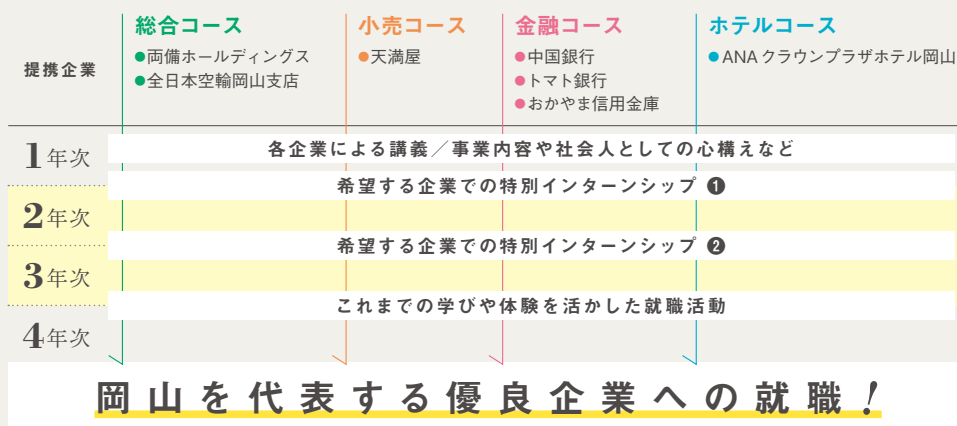 提携企業
総合コース
●両備ホールディングス
●全日本空輸岡山支店
小売コース
●天満屋
金融コース
●中国銀行
●トマト銀行
●おかやま信用金庫
ホテルコース
●ANAクラウンプラザホテル岡山
1年次
各企業による講義／事業内容や社会人としての心構えなど
希望する企業での特別インターンシップ ❶
2年次
希望する企業での特別インターンシップ ❷
3年次
これまでの学びや体験を活かした就職活動
4年次
岡山を代表する優良企業への就職！